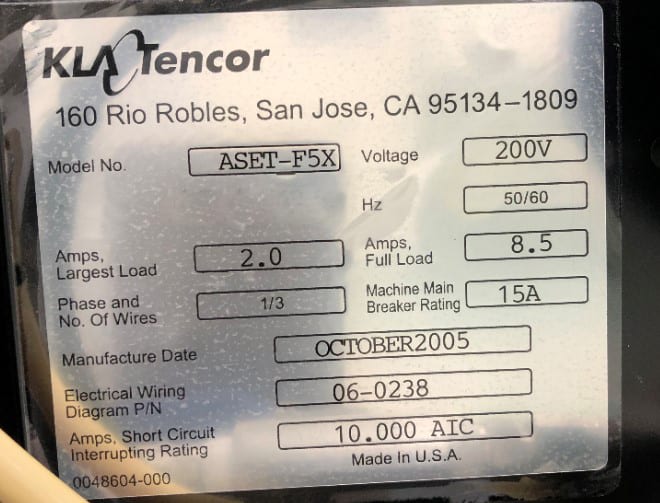 KLA Tencor
160 Rio Robles, San Jose, CA 95134-1809
Model No. ASET-F5X Voltage 200V
Hz 50/60
Amps, Largest Load 2.0 Amps, Full Load 8.5
Phase and No. Of Wires 1/3 Machine Main Breaker Rating 15A
Manufacture Date OCTOBER2005
Electrical Wiring Diagram P/N 06-0238
Amps, Short Circuit Interrupting Rating 10.000 AIC
0048604-000 Made In U.S.A.